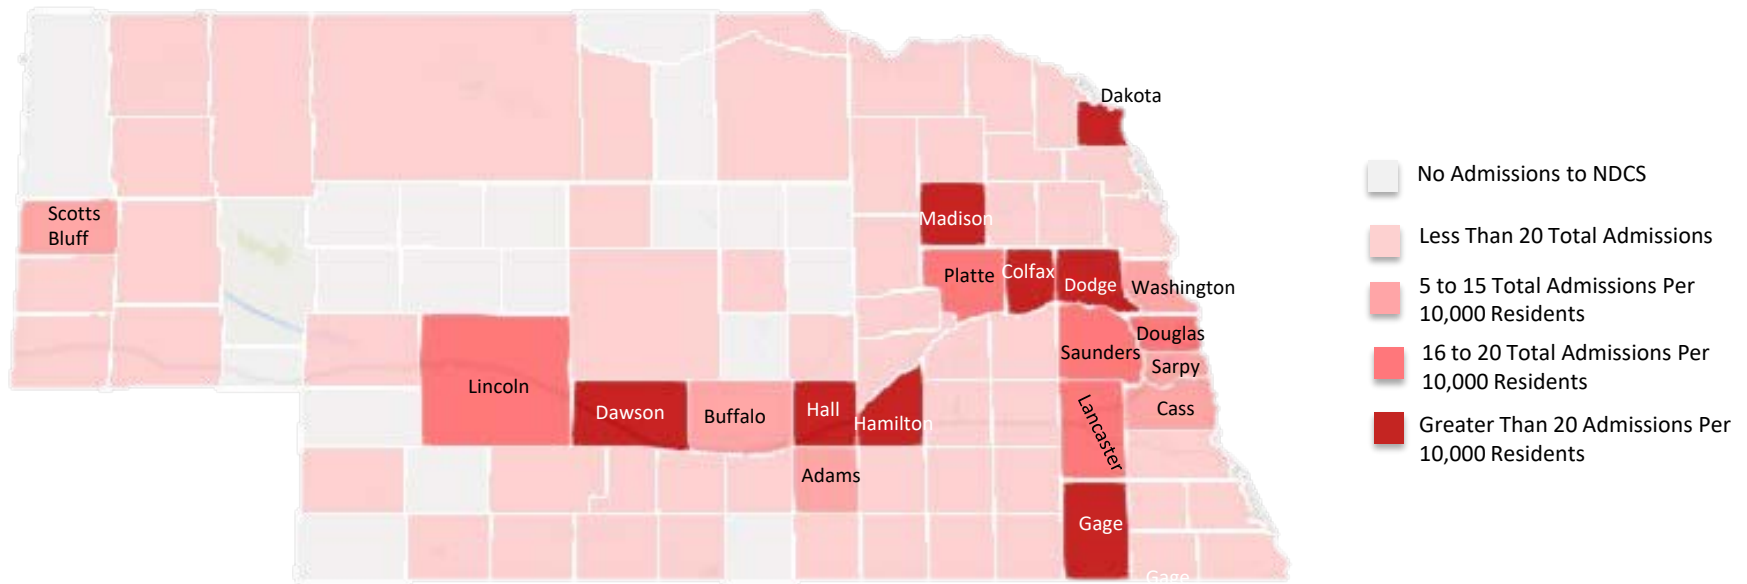 Dakota
Scotts
Bluff
Madison
Platte
Colfax
Dodge
Washington
Douglas
Saunders
Sarpy
Lincoln
Dawson
Buffalo
Hall
Hamilton
Cass
Lancaster
Adams
Gage
Gage
No Admissions to NDCS
Less Than 20 Total Admissions
5 to 15 Total Admissions Per
10,000 Residents
16 to 20 Total Admissions Per
10,000 Residents
Greater Than 20 Admissions Per
10,000 Residents